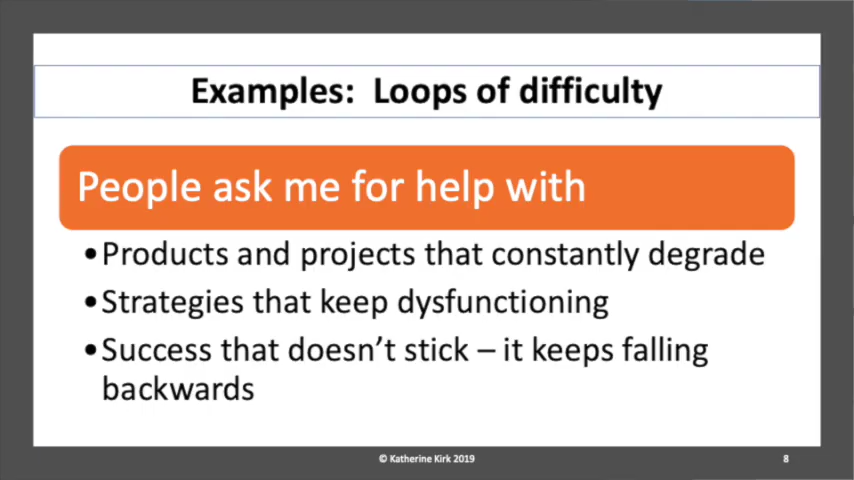 Examples:  Loops of difficulty
People ask me for help with
•Products and projects that constantly degrade
•Strategies that keep dysfunctioning
•Success that doesn't stick – it keeps falling
backwards
© Katherine Kirk 2019
8